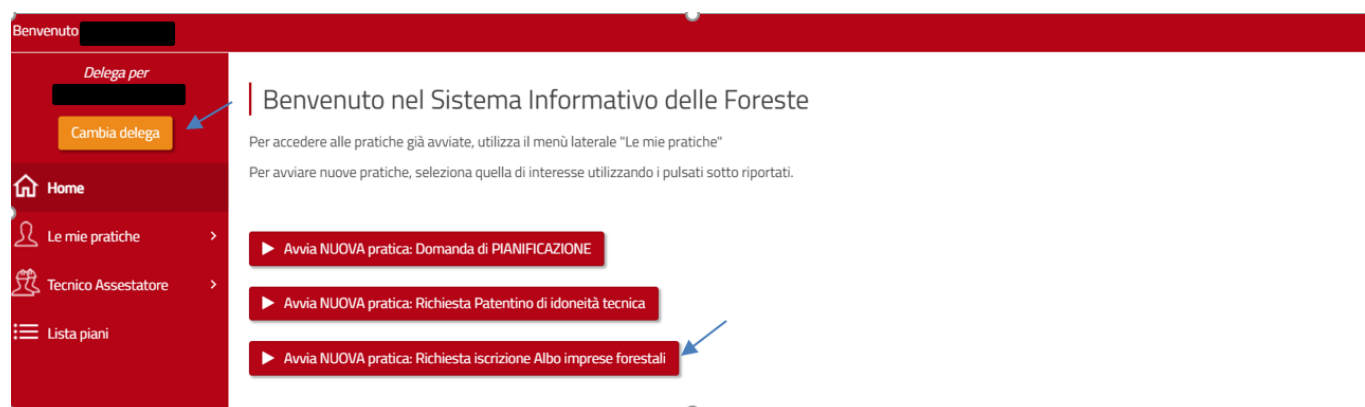 Benvenuto
Delega per
Cambia delega
Home
Le mie pratiche
Tecnico Assestatore
Lista piani
Benvenuto nel Sistema Informativo delle Foreste
Per accedere alle pratiche già avviate, utilizza il menù laterale "Le mie pratiche"
Per avviare nuove pratiche, seleziona quella di interesse utilizzando i pulsati sotto riportati.
Avvia NUOVA pratica: Domanda di PIANIFICAZIONE
Avvia NUOVA pratica: Richiesta Patentino di idoneità tecnica
Avvia NUOVA pratica: Richiesta iscrizione Albo imprese forestali